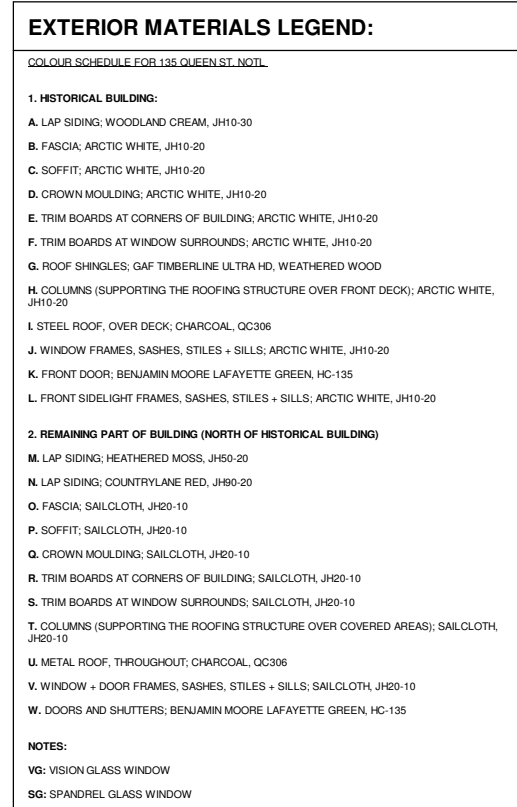 EXTERIOR MATERIALS LEGEND:
COLOUR SCHEDULE FOR 135 QUEEN ST, NOTL
1. HISTORICAL BUILDING:
A. LAP SIDING; WOODLAND CREAM, JH10-30
B. FASCIA; ARCTIC WHITE, JH10-20
C. SOFFIT; ARCTIC WHITE, JH10-20
D. CROWN MOULDING; ARCTIC WHITE, JH10-20
E. TRIM BOARDS AT CORNERS OF BUILDING; ARCTIC WHITE, JH10-20
F. TRIM BOARDS AT WINDOW SURROUNDS; ARCTIC WHITE, JH10-20
G. ROOF SHINGLES; GAF TIMBERLINE ULTRA HD, WEATHERED WOOD
H. COLUMNS (SUPPORTING THE ROOFING STRUCTURE OVER FRONT DECK); ARCTIC WHITE,
JH10-20
I. STEEL ROOF, OVER DECK; CHARCOAL, QC306
J. WINDOW FRAMES, SASHES, STILES + SILLS; ARCTIC WHITE, JH10-20
K. FRONT DOOR; BENJAMIN MOORE LAFAYETTE GREEN, HC-135
L. FRONT SIDELIGHT FRAMES, SASHES, STILES + SILLS; ARCTIC WHITE, JH10-20
2. REMAINING PART OF BUILDING (NORTH OF HISTORICAL BUILDING)
M. LAP SIDING; HEATHERED MOSS, JH50-20
N. LAP SIDING; COUNTRYLANE RED, JH90-20
O. FASCIA; SAILCLOTH, JH20-10
P. SOFFIT; SAILCLOTH, JH20-10
Q. CROWN MOULDING; SAILCLOTH, JH20-10
R. TRIM BOARDS AT CORNERS OF BUILDING; SAILCLOTH, JH20-10
S. TRIM BOARDS AT WINDOW SURROUNDS; SAILCLOTH, JH20-10
T. COLUMNS (SUPPORTING THE ROOFING STRUCTURE OVER COVERED AREAS); SAILCLOTH,
JH20-10
U. METAL ROOF, THROUGHOUT; CHARCOAL, QC306
V. WINDOW + DOOR FRAMES, SASHES, STILES + SILLS; SAILCLOTH, JH20-10
W. DOORS AND SHUTTERS; BENJAMIN MOORE LAFAYETTE GREEN, HC-135
NOTES:
VG: VISION GLASS WINDOW
SG: SPANDREL GLASS WINDOW